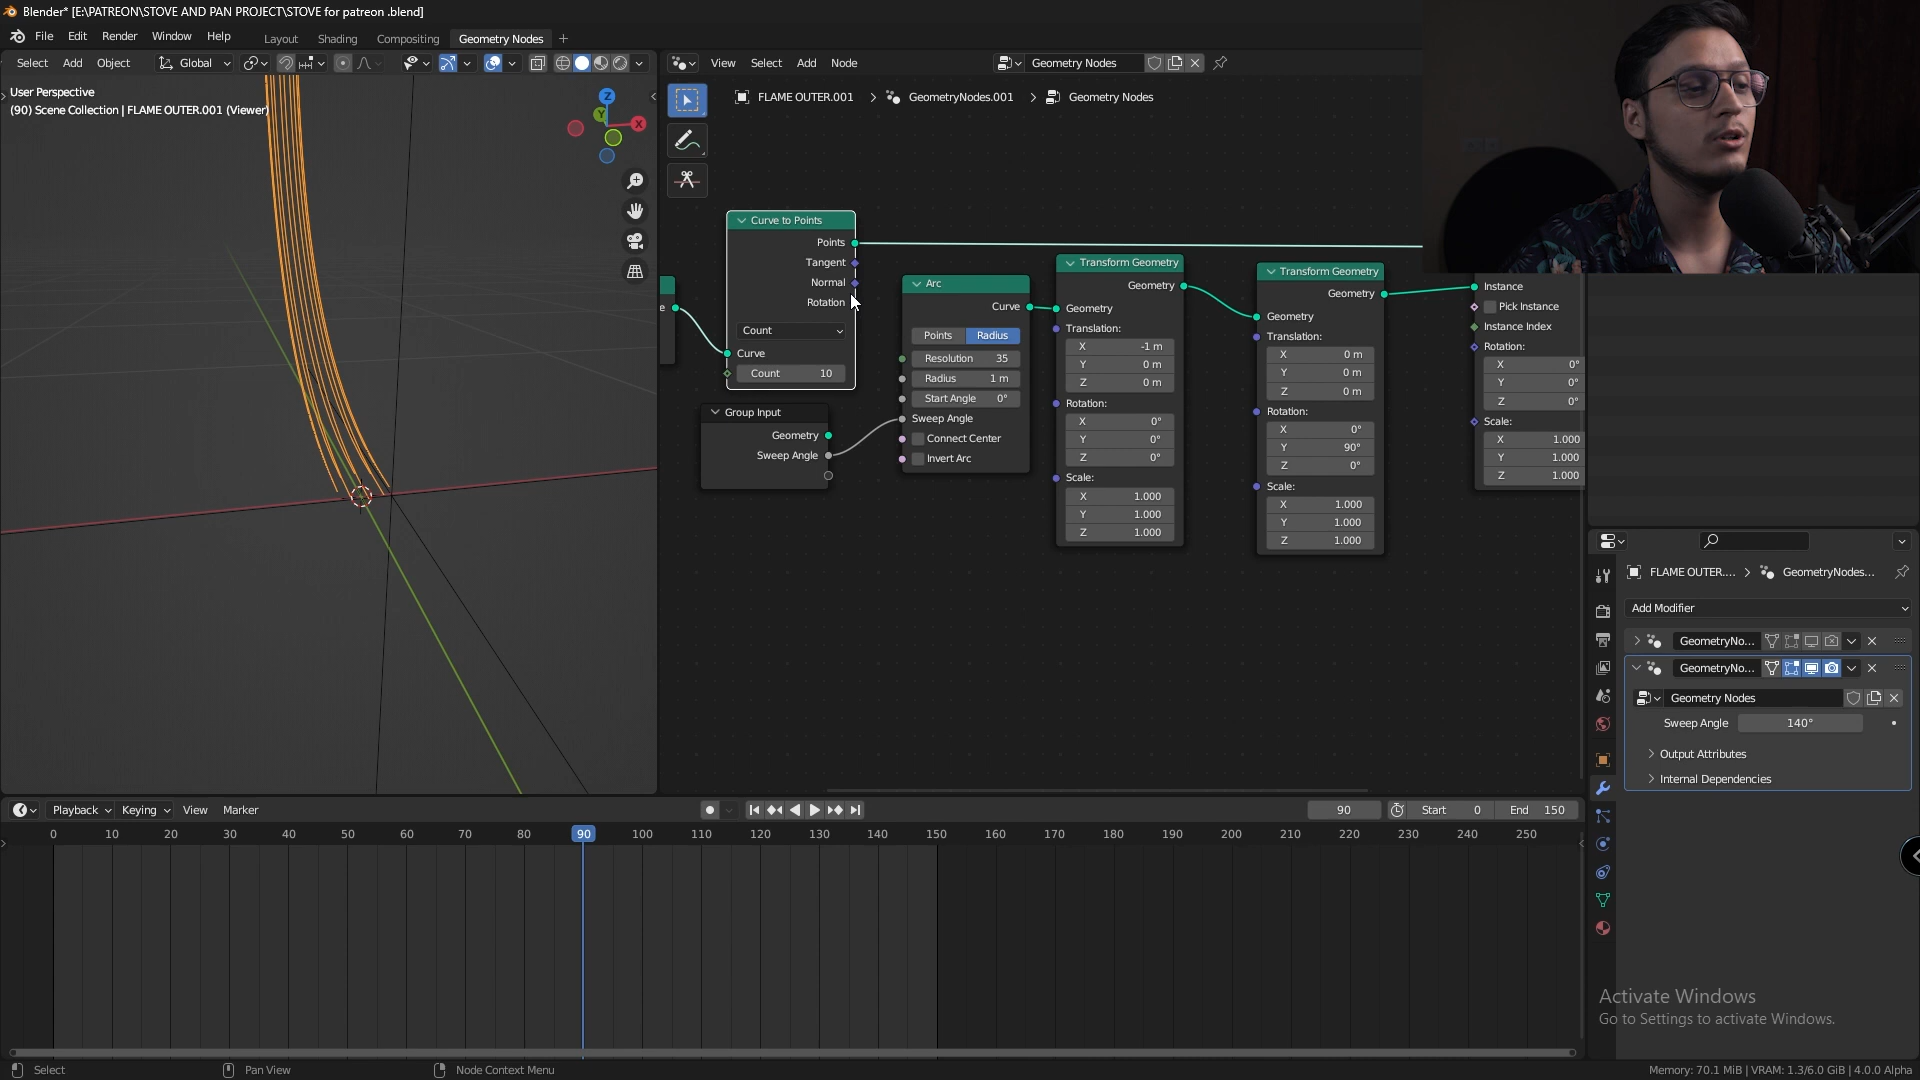 Blender* [E:\PATREON\STOVE AND PAN PROJECT\STOVE for patreon .blend]
File Edit Render Window Help Layout Shading Compositing Geometry Nodes
Select Add Object Global
View Select Add Node Geometry Nodes
User Perspective
(90) Scene Collection | FLAME OUTER.001 (Viewer)
Z
Y
X
FLAME OUTER.001 > GeometryNodes.001 > Geometry Nodes
Curve to Points
Points
Tangent
Normal
Rotation
Count
Curve
Count 10
e
Group Input
Geometry
Sweep Angle
Arc
Curve
Points Radius
Resolution 35
Radius 1 m
Start Angle 0°
Sweep Angle
Connect Center
Invert Arc
Transform Geometry
Geometry
Geometry
Translation:
X -1 m
Y 0 m
Z 0 m
Rotation:
X 0°
Y 0°
Z 0°
Scale:
X 1.000
Y 1.000
Z 1.000
Transform Geometry
Geometry
Geometry
Translation:
X 0 m
Y 0 m
Z 0 m
Rotation:
X 0°
Y 90°
Z 0°
Scale:
X 1.000
Y 1.000
Z 1.000
Instance
Pick Instance
Instance Index
Rotation:
X 0°
Y 0°
Z 0°
Scale:
X 1.000
Y 1.000
Z 1.000
FLAME OUTER.... > GeometryNodes...
Add Modifier
GeometryNo...
GeometryNo...
Geometry Nodes
Sweep Angle 140°
Output Attributes
Internal Dependencies
Playback Keying View Marker 90 Start 0 End 150
0 10 20 30 40 50 60 70 80 90 100 110 120 130 140 150 160 170 180 190 200 210 220 230 240 250
Activate Windows
Go to Settings to activate Windows.
Select Pan View Node Context Menu Memory: 70.1 MiB | VRAM: 1.3/6.0 GiB | 4.0.0 Alpha